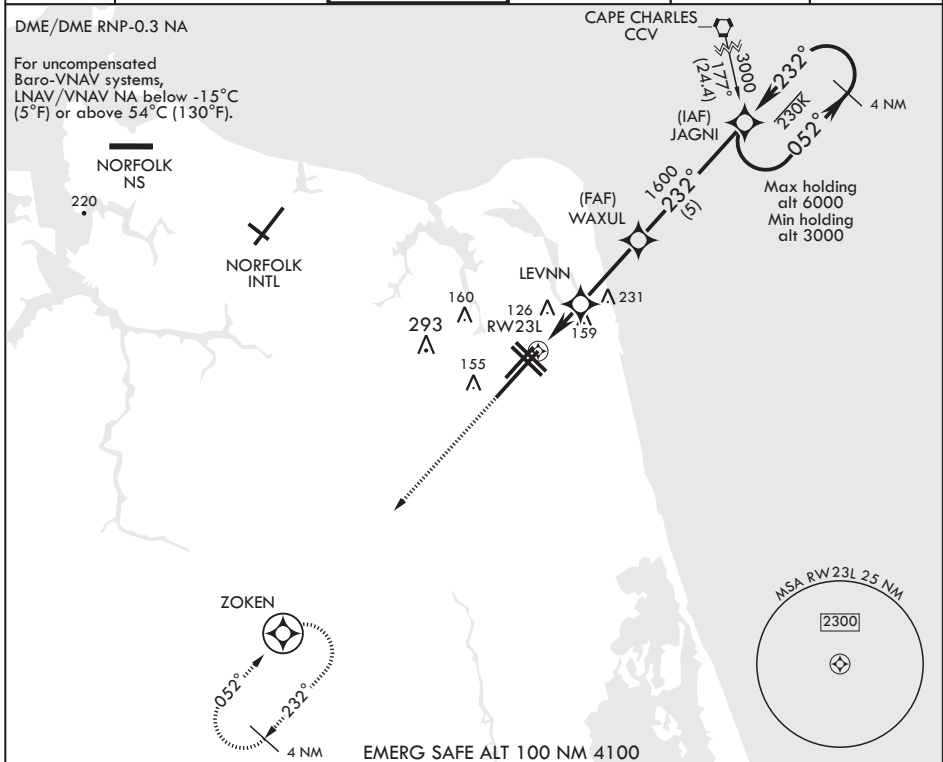 DME/DME RNP-0.3 NA
For uncompensated
Baro-VNAV systems,
LNAV/VNAV NA below -15°C
(5°F) or above 54°C (130°F).
NORFOLK
NS
220
NORFOLK
INTL
CAPE CHARLES
CCV
3000
177°
(24.4)
(IAF)
JAGNI
232°
230K
052°
4 NM
Max holding
alt 6000
Min holding
alt 3000
1600
232°
(5)
(FAF)
WAXUL
LEVNN
231
126
159
RW23L
160
293
155
ZOKEN
052°
232°
4 NM
MSA RW23L 25 NM
2300
EMERG SAFE ALT 100 NM 4100